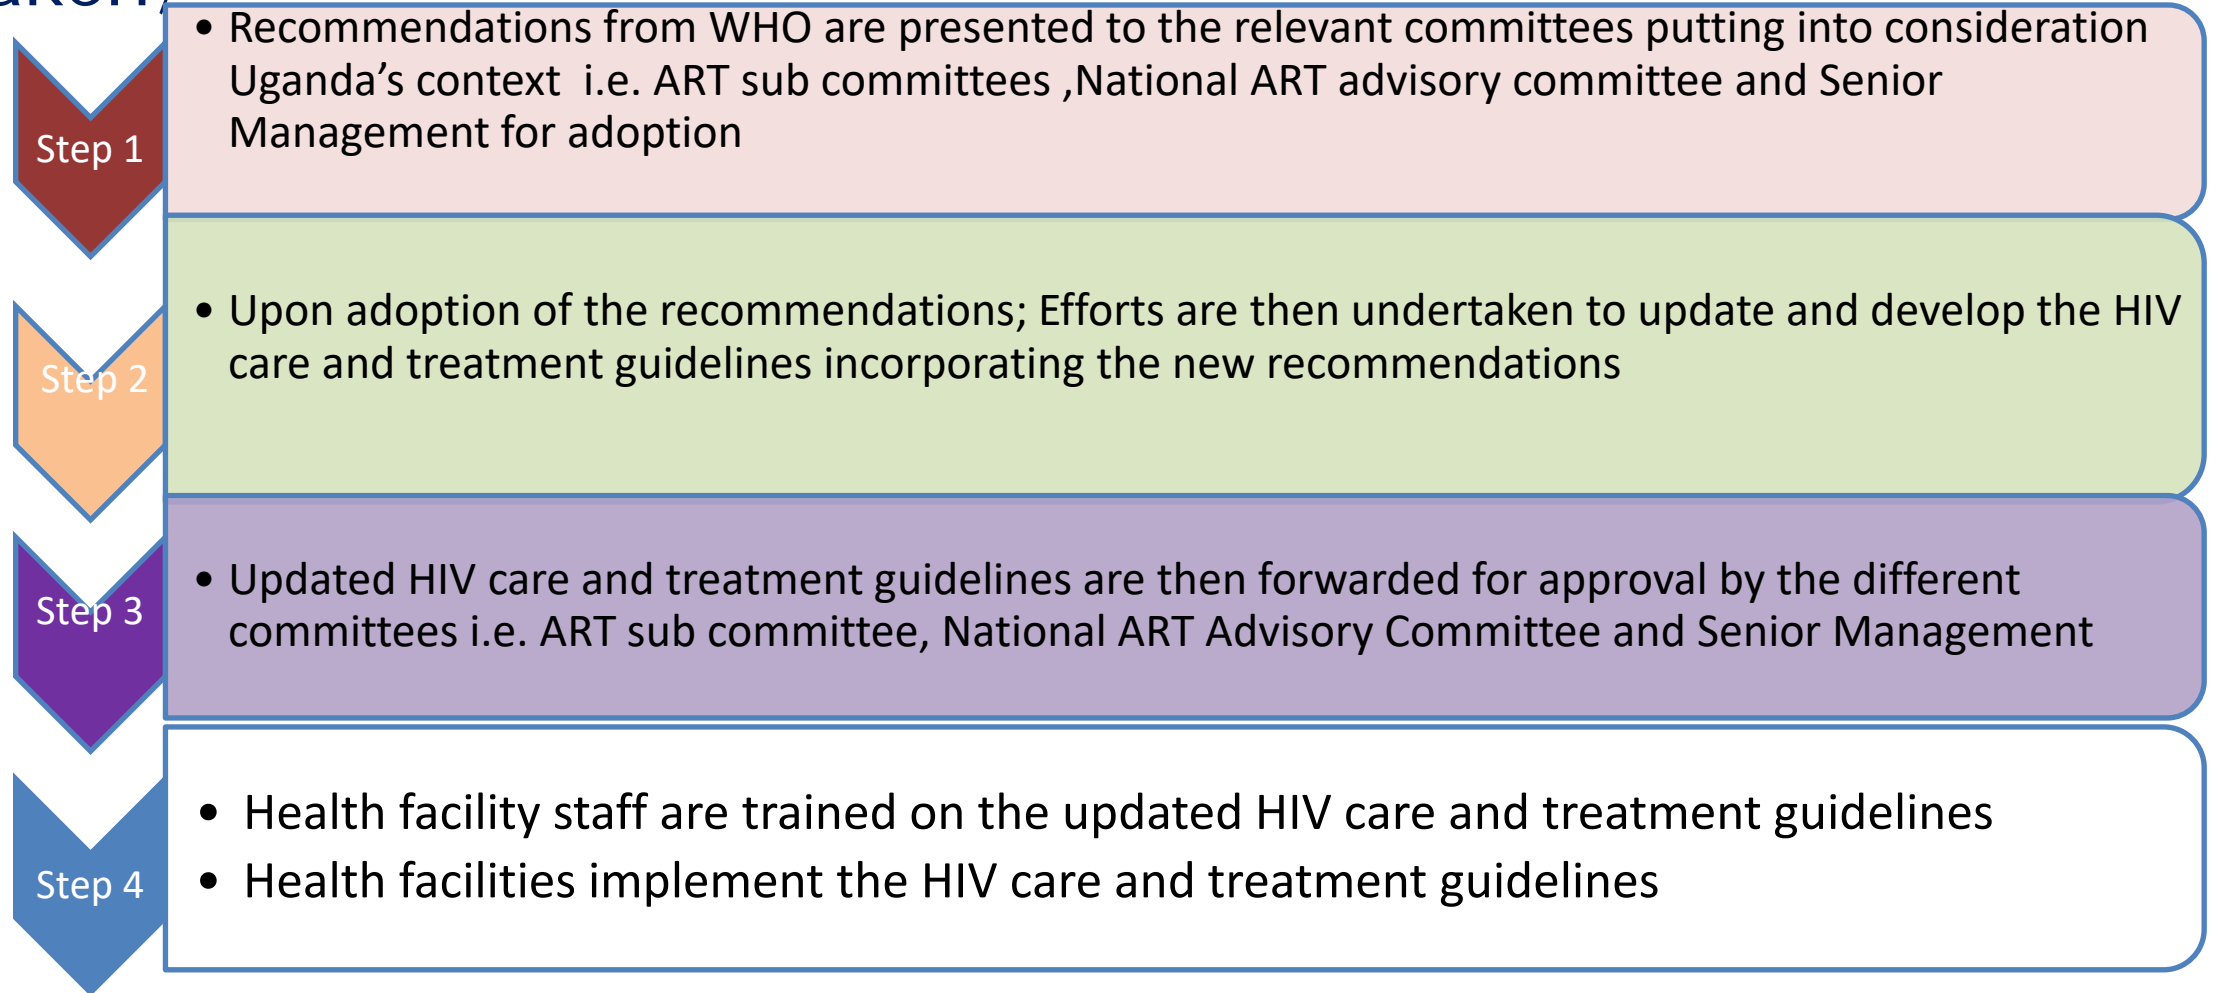 • Recommendations from WHO are presented to the relevant committees putting into consideration
Uganda’s context  i.e. ART sub committees ,National ART advisory committee and Senior
Management for adoption
Step 1
• Upon adoption of the recommendations; Efforts are then undertaken to update and develop the HIV
care and treatment guidelines incorporating the new recommendations
Step 2
• Updated HIV care and treatment guidelines are then forwarded for approval by the different
committees i.e. ART sub committee, National ART Advisory Committee and Senior Management
Step 3
• Health facility staff are trained on the updated HIV care and treatment guidelines
• Health facilities implement the HIV care and treatment guidelines
Step 4